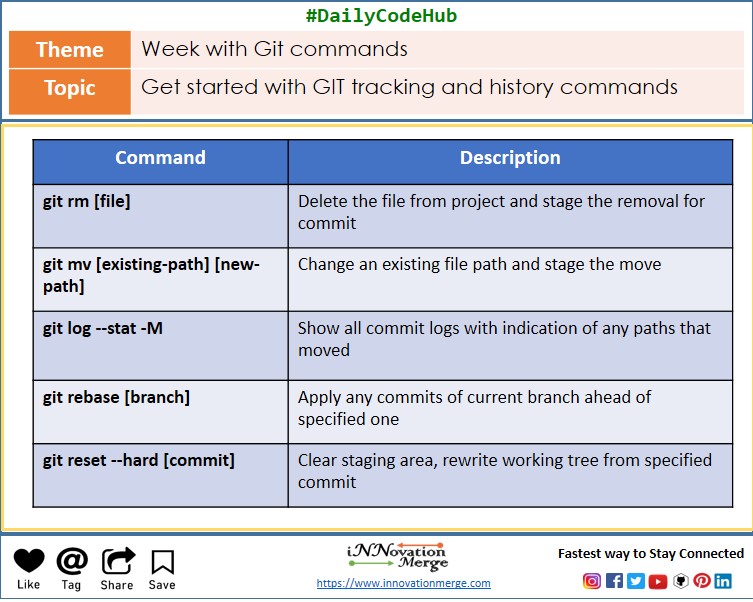 #DailyCodeHub
Theme
Week with Git commands
Topic
Get started with GIT tracking and history commands
Command
Description
git rm [file]
Delete the file from project and stage the removal for
commit
git mv [existing-path] [new-
path]
Change an existing file path and stage the move
git log --stat -M
Show all commit logs with indication of any paths that
moved
git rebase [branch]
Apply any commits of current branch ahead of
specified one
git reset --hard [commit]
Clear staging area, rewrite working tree from specified
commit
Like
Tag
Share
Save
iNNovation
Merge
https://www.innovationmerge.com
Fastest way to Stay Connected